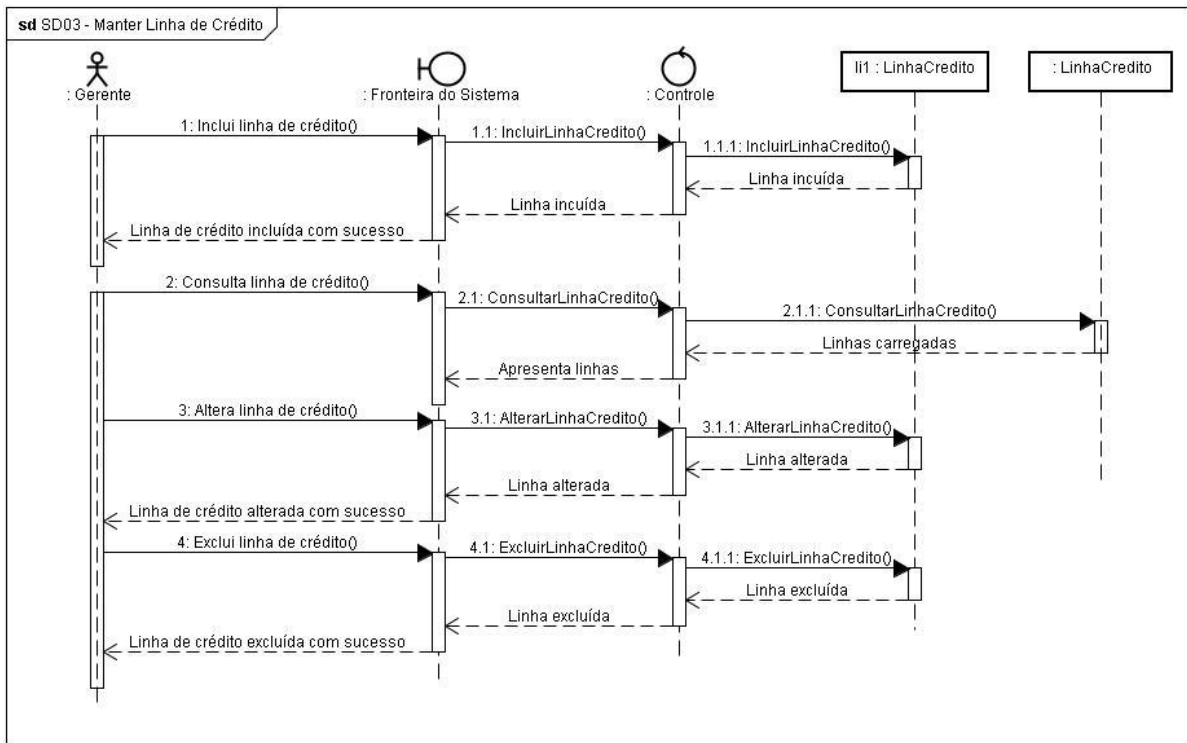 sd SD03 - Manter Linha de Crédito
: Gerente
: Fronteira do Sistema
: Controle
li1 : LinhaCredito
: LinhaCredito
1: Inclui linha de crédito()
1.1: IncluirLinhaCredito()
1.1.1: IncluirLinhaCredito()
Linha incuída
Linha incuída
Linha de crédito incluída com sucesso
2: Consulta linha de crédito()
2.1: ConsultarLinhaCredito()
2.1.1: ConsultarLinhaCredito()
Linhas carregadas
Apresenta linhas
3: Altera linha de crédito()
3.1: AlterarLinhaCredito()
3.1.1: AlterarLinhaCredito()
Linha alterada
Linha alterada
Linha de crédito alterada com sucesso
4: Exclui linha de crédito()
4.1: ExcluirLinhaCredito()
4.1.1: ExcluirLinhaCredito()
Linha excluída
Linha excluída
Linha de crédito excluída com sucesso